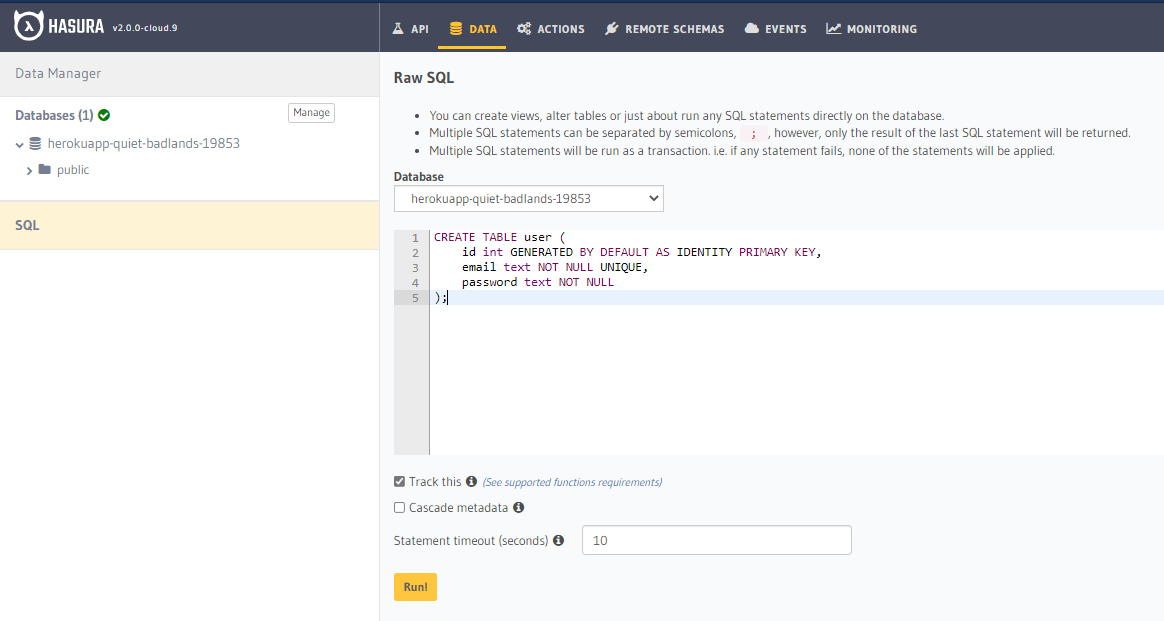 HASURA v2.0.0-cloud.9
API DATA ACTIONS REMOTE SCHEMAS EVENTS MONITORING
Data Manager
Databases (1) Manage
herokuapp-quiet-badlands-19853
public
SQL
Raw SQL
You can create views, alter tables or just about run any SQL statements directly on the database.
Multiple SQL statements can be separated by semicolons, ; , however, only the result of the last SQL statement will be returned.
Multiple SQL statements will be run as a transaction. i.e. if any statement fails, none of the statements will be applied.
Database
herokuapp-quiet-badlands-19853
1 CREATE TABLE user (
2 id int GENERATED BY DEFAULT AS IDENTITY PRIMARY KEY,
3 email text NOT NULL UNIQUE,
4 password text NOT NULL
5 );
Track this (See supported functions requirements)
Cascade metadata
Statement timeout (seconds) 10
Run!